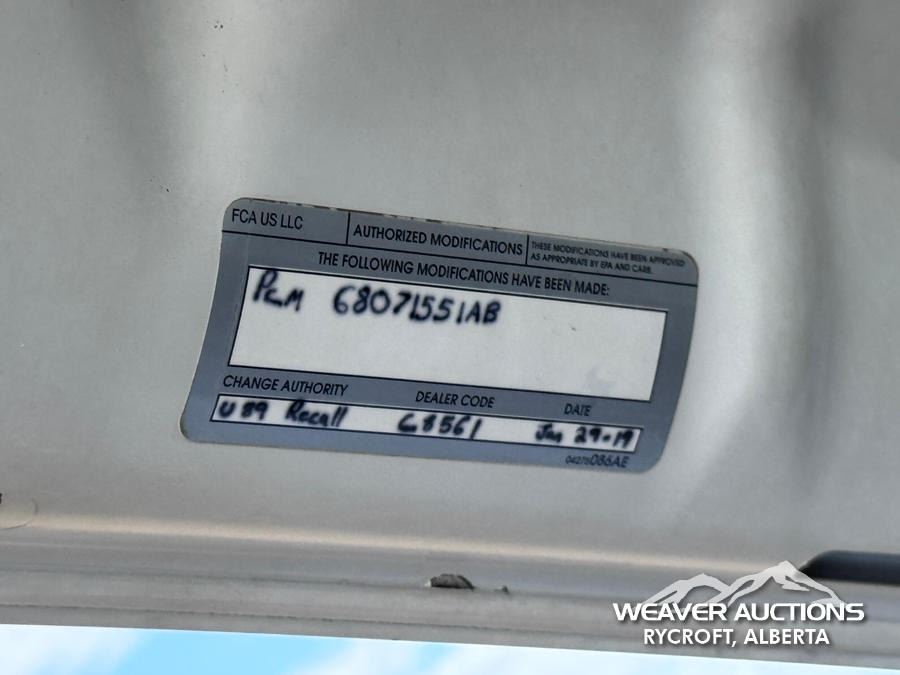 FCA US LLC
AUTHORIZED MODIFICATIONS
THESE MODIFICATIONS HAVE BEEN APPROVED
AS APPROPRIATE BY EPA AND CARB.
THE FOLLOWING MODIFICATIONS HAVE BEEN MADE:
PCM 68071551AB
CHANGE AUTHORITY DEALER CODE DATE
U89 Recall 68561 Jan 29-19
04275086AE
WEAVER AUCTIONS
RYCROFT, ALBERTA